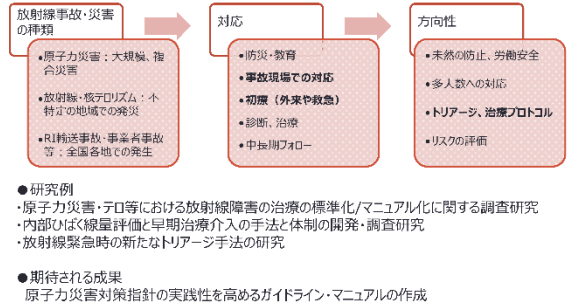 放射線事故・災害
の種類
•原子力災害：大規模、複
合災害
•放射線・核テロリズム：不
特定の地域での発災
•RI輸送事故・事業者事故
等：全国各地での発生
対応
•防災・教育
•事故現場での対応
•初療（外来や救急）
•診断、治療
•中長期フォロー
方向性
•未然の防止、労働安全
•多人数への対応
•トリアージ、治療プロトコル
•リスクの評価
●研究例
・原子力災害・テロ等における放射線障害の治療の標準化/マニュアル化に関する調査研究
・内部ひばく線量評価と早期治療介入の手法と体制の開発・調査研究
・放射線緊急時の新たなトリアージ手法の研究
●期待される成果
原子力災害対策指針の実践性を高めるガイドライン・マニュアルの作成